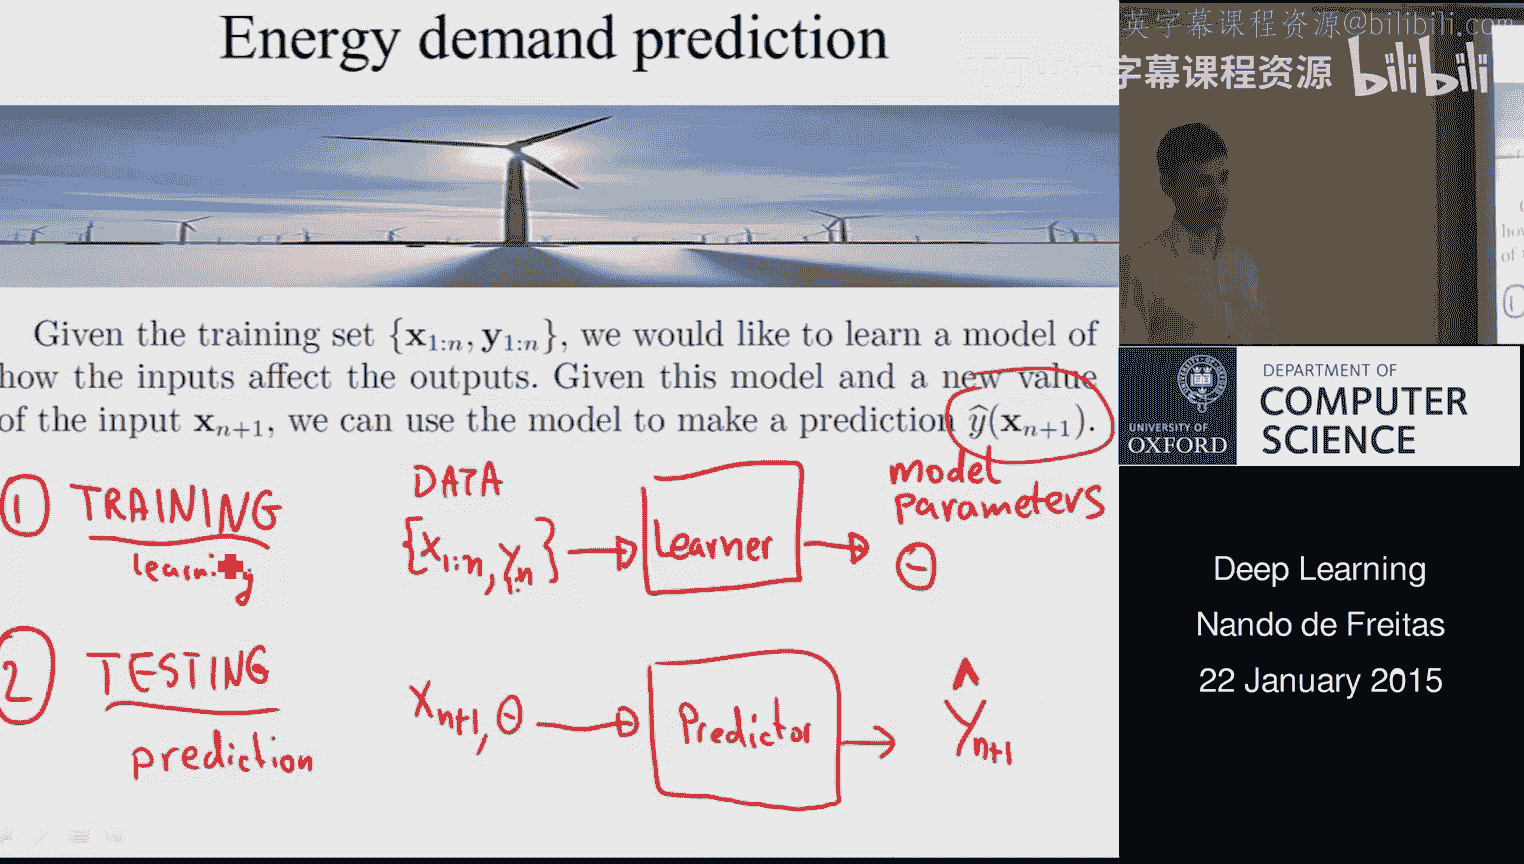 Energy demand prediction
英字幕课程资源@bilibili.com
字幕课程资源 bilibili
Given the training set {x1:n, y1:n}, we would like to learn a model of
how the inputs affect the outputs. Given this model and a new value
of the input xn+1, we can use the model to make a prediction ŷ(xn+1).
① TRAINING
learning
DATA
{x1:n, yn}
Learner
model
parameters
θ
② TESTING
prediction
xn+1, θ
Predictor
ŷn+1
how
of
UNIVERSITY OF
OXFORD
DEPARTMENT OF
COMPUTER
SCIENCE
Deep Learning
Nando de Freitas
22 January 2015